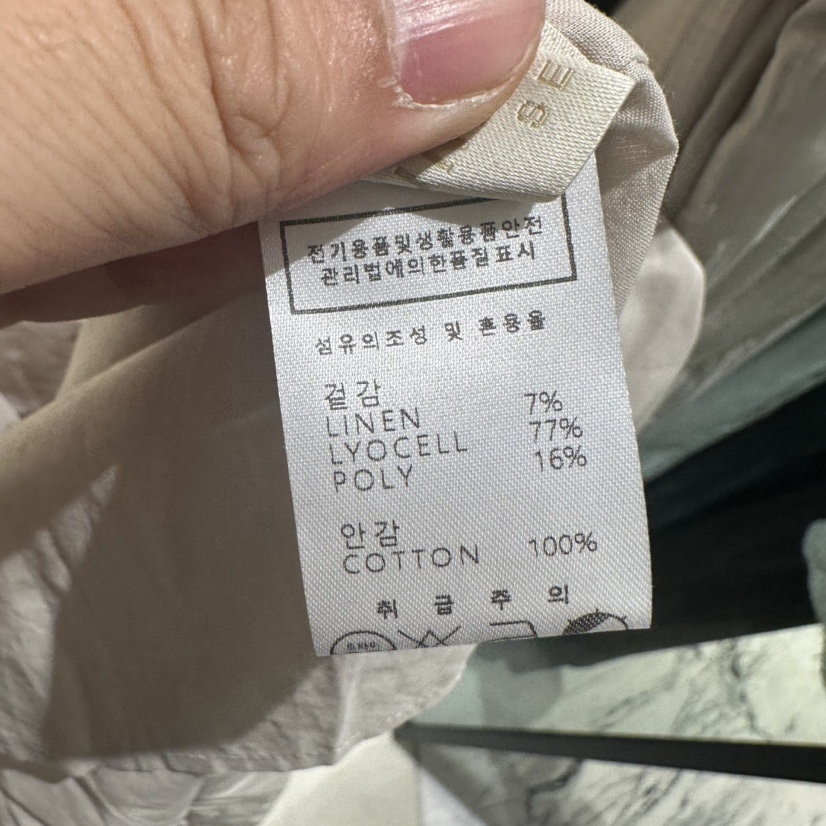 SE
전기용품및생활용품안전
관리법에의한품질표시
섬유의조성 및 혼용율
겉감
LINEN 7%
LYOCELL 77%
POLY 16%
안감
COTTON 100%
취급주의